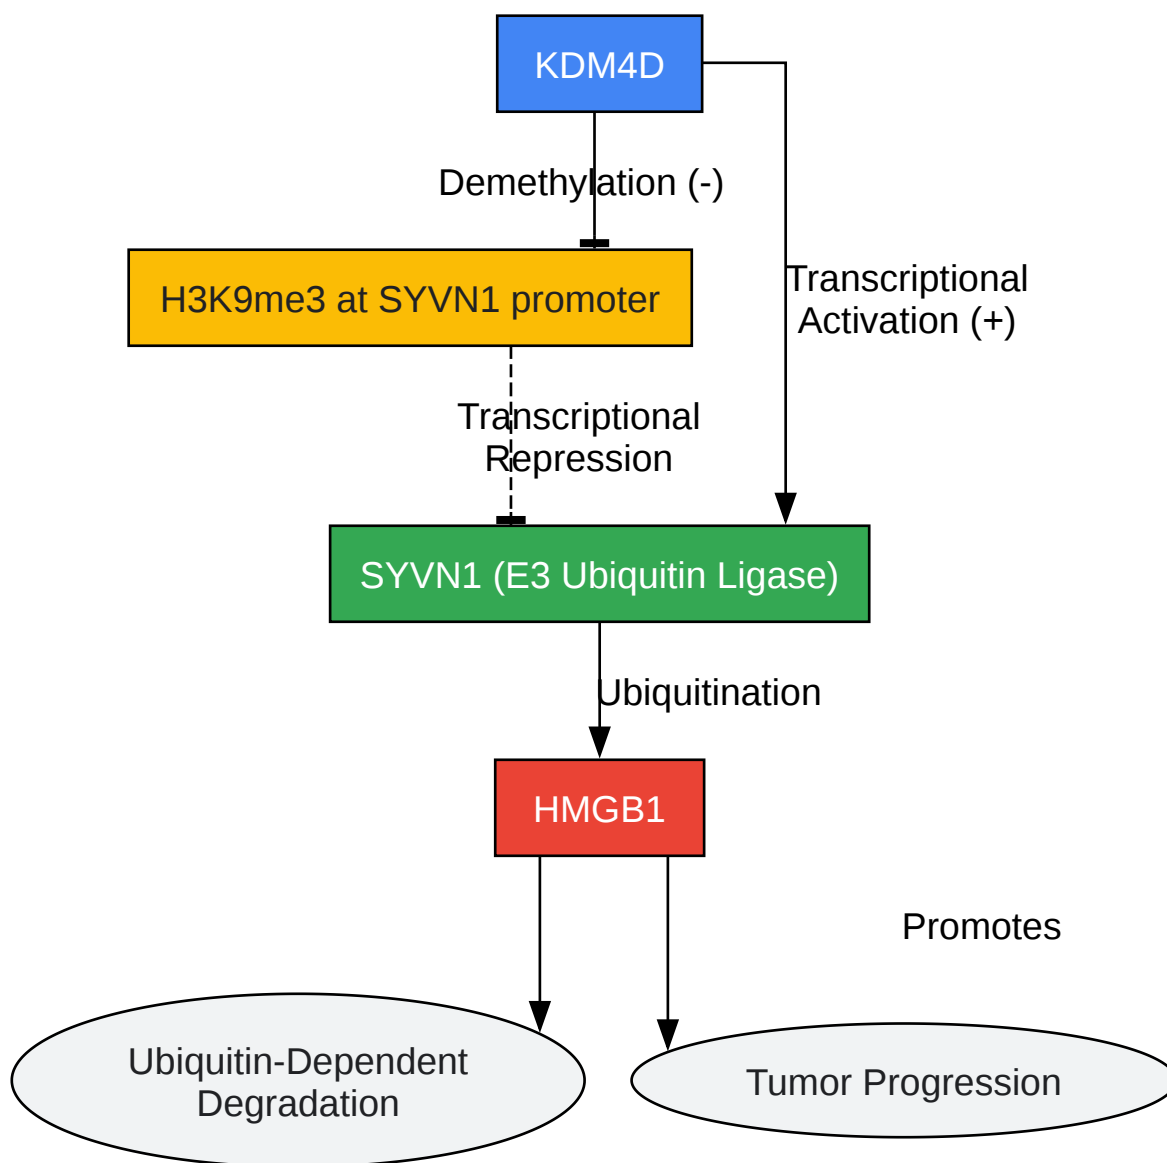 KDM4D
Demethylation (-)
H3K9me3 at SYVN1 promoter
Transcriptional
Activation (+)
Transcriptional
Repression
SYVN1 (E3 Ubiquitin Ligase)
Ubiquitination
HMGB1
Promotes
Ubiquitin-Dependent
Degradation
Tumor Progression